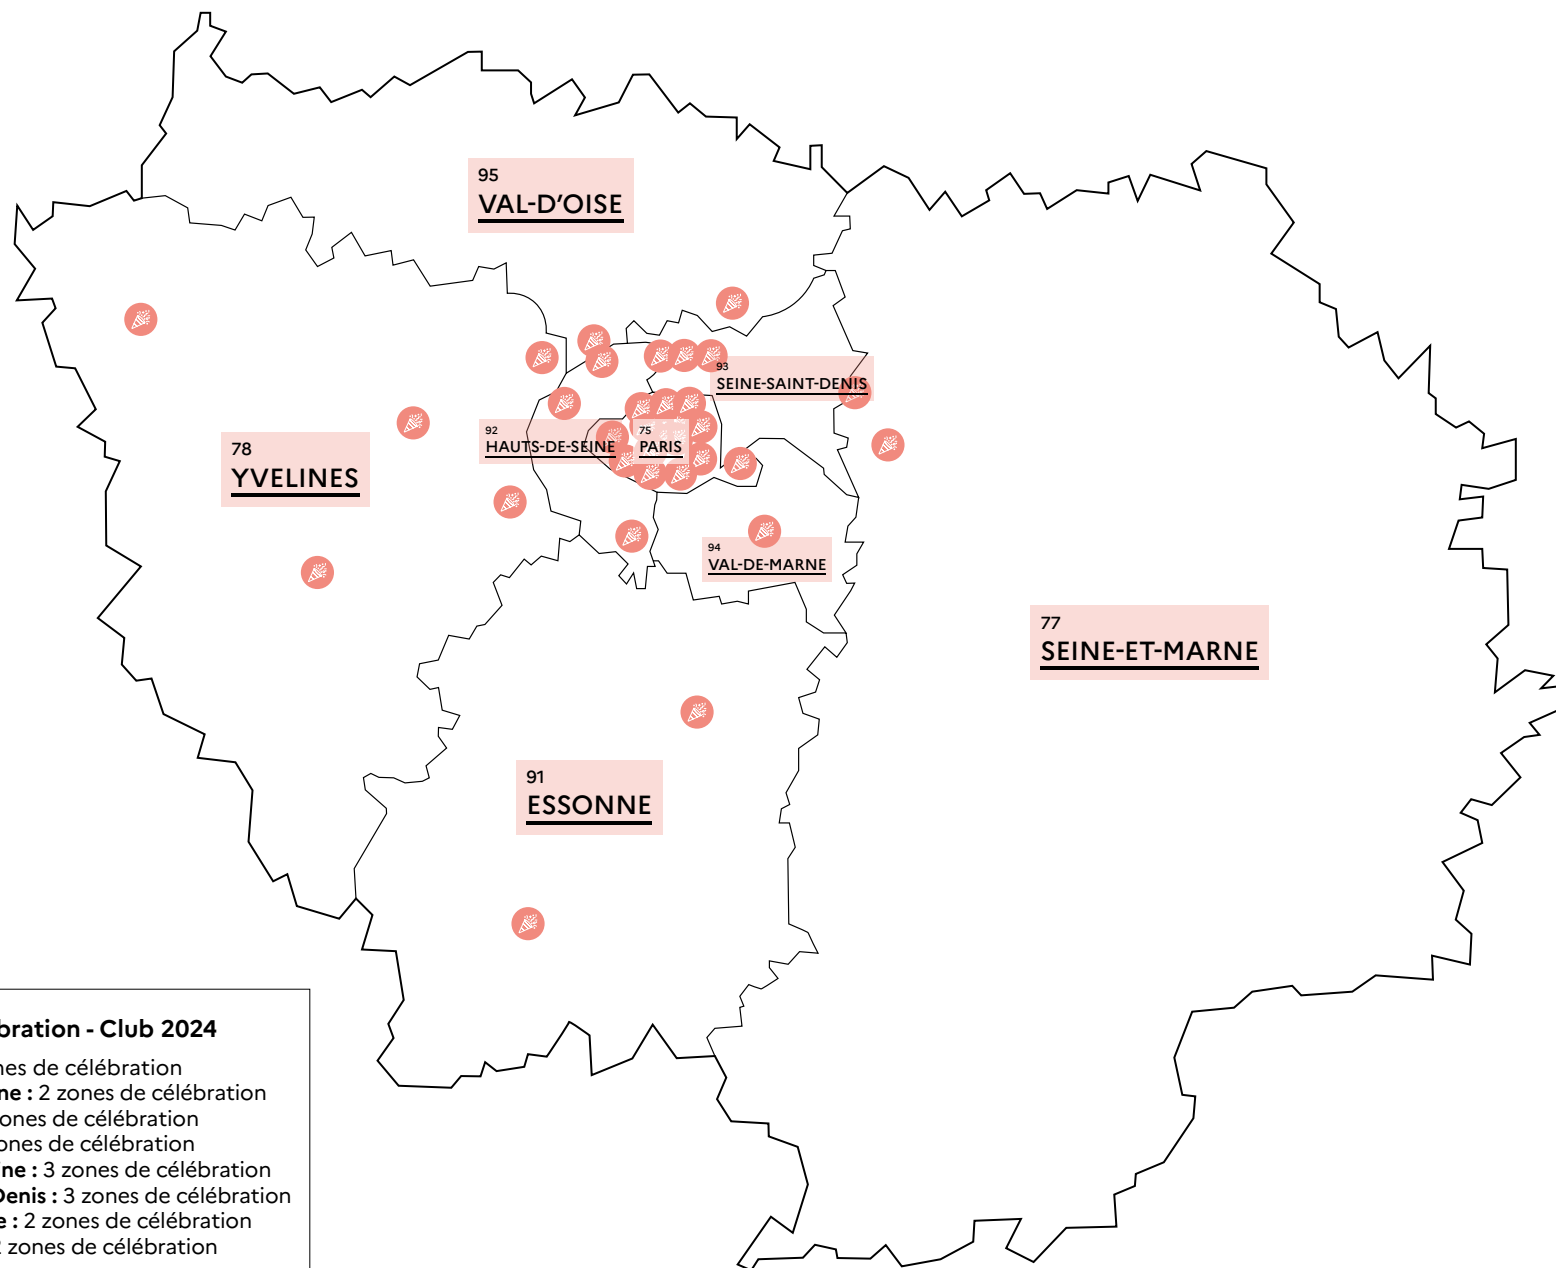 95
VAL-D'OISE
93
SEINE-SAINT-DENIS
92
HAUTS-DE-SEINE
75
PARIS
78
YVELINES
94
VAL-DE-MARNE
77
SEINE-ET-MARNE
91
ESSONNE
bration - Club 2024
nes de célébration
ne : 2 zones de célébration
ones de célébration
ones de célébration
ine : 3 zones de célébration
Denis : 3 zones de célébration
e : 2 zones de célébration
2 zones de célébration